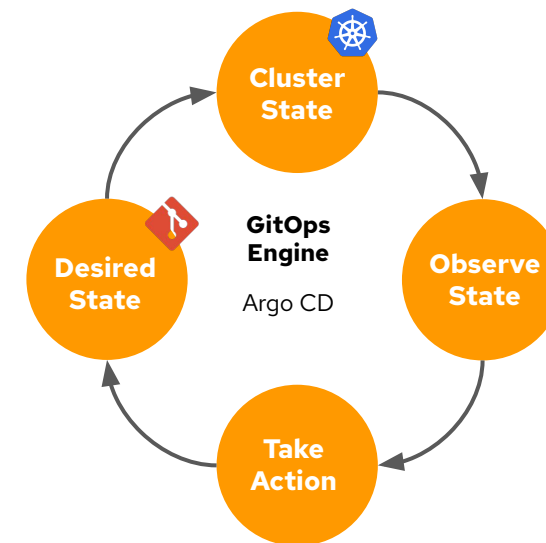 Cluster
State
GitOps
Engine
Argo CD
Desired
State
Observe
State
Take
Action